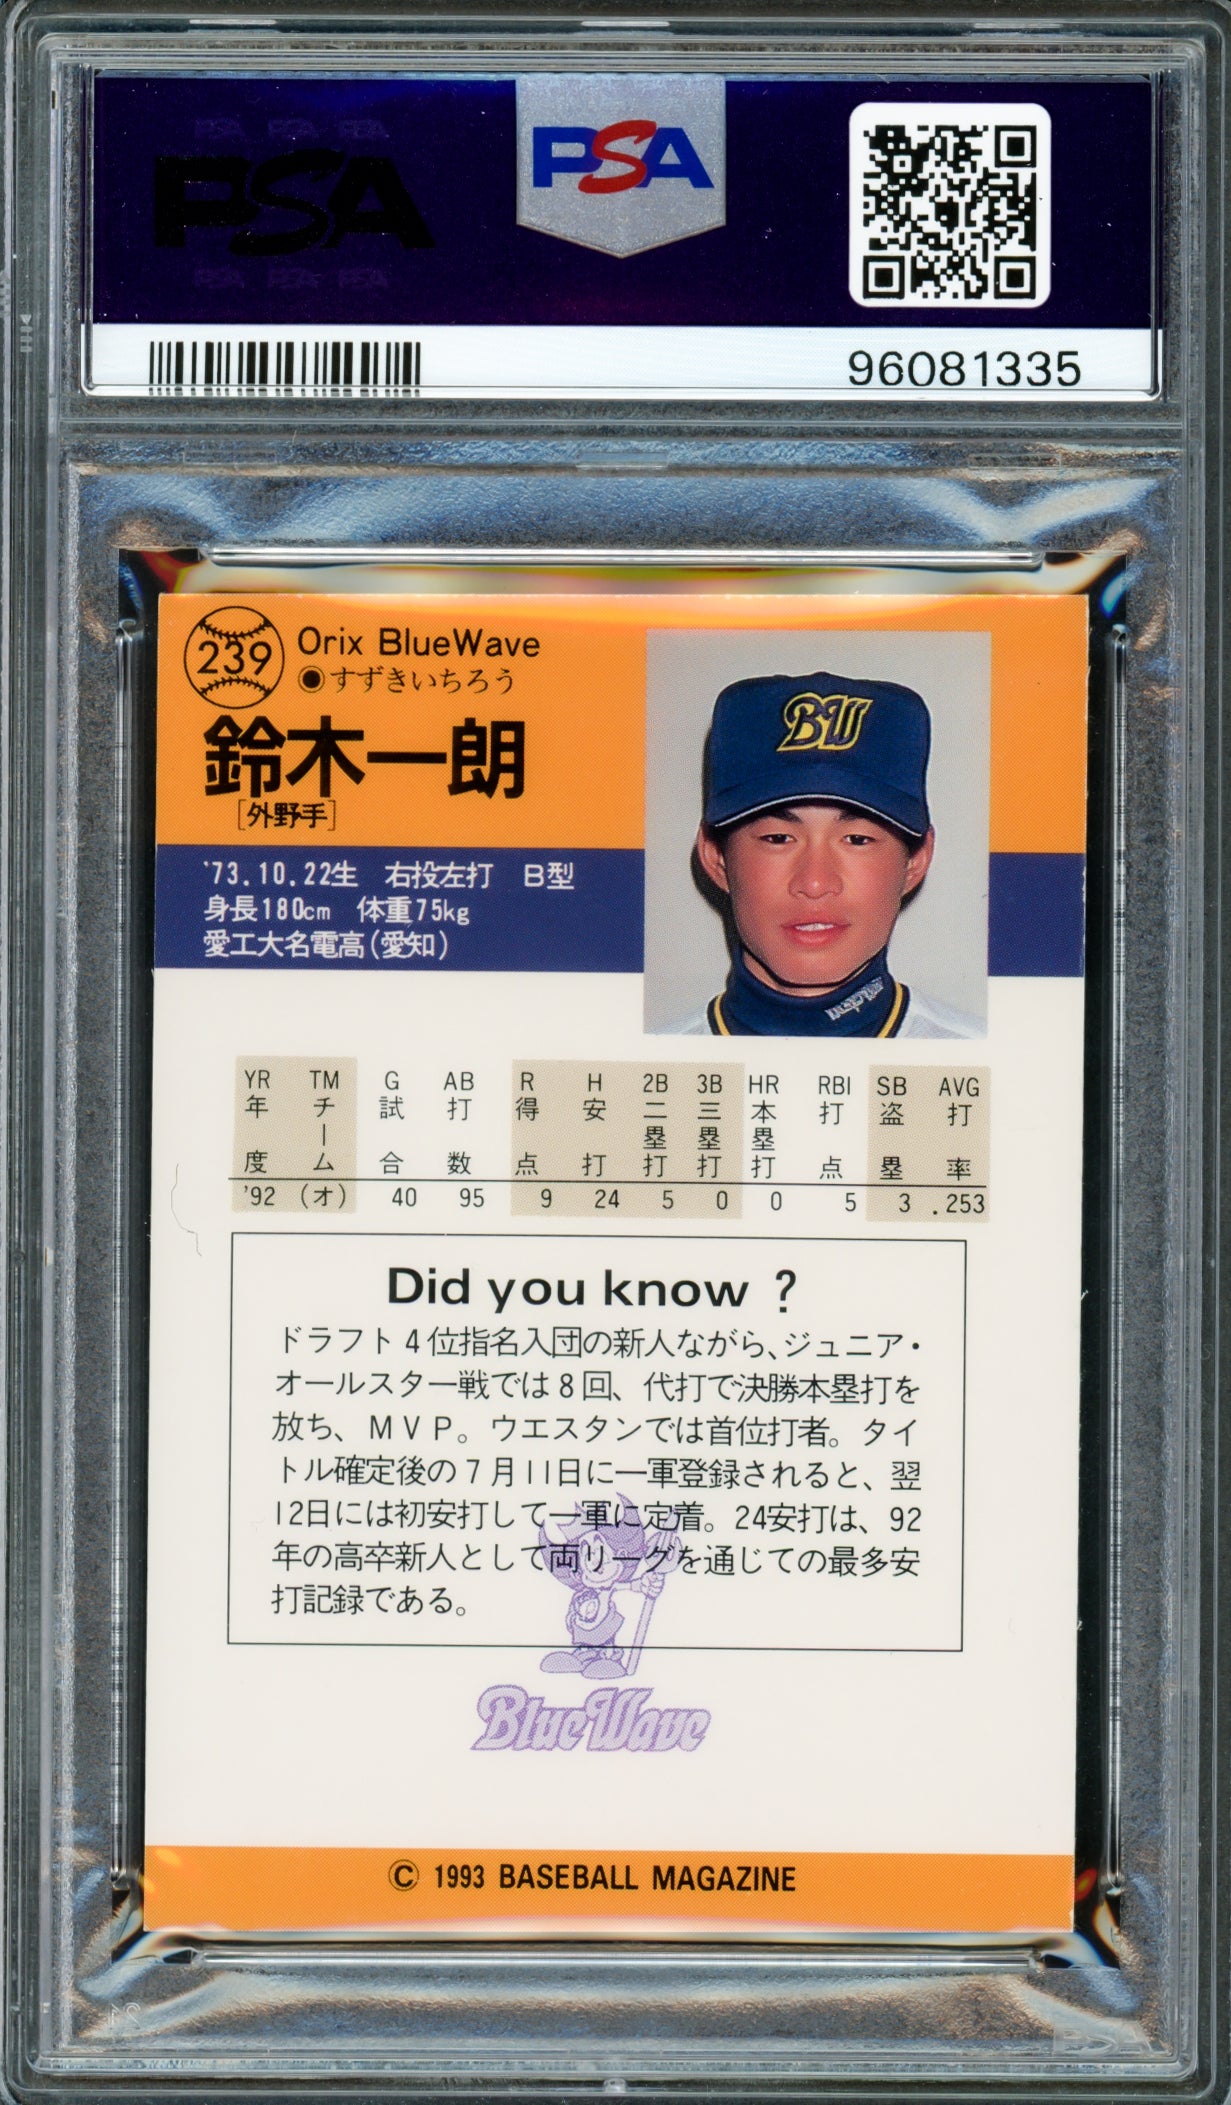 PSA PSA PSA
PSA
PSA PSA PSA
PSA
96081335
239
Orix BlueWave
◉すずきいちろう
鈴木一朗
[外野手]
BW
'73.10.22生 右投左打 B型
身長180cm 体重75kg
愛工大名電高(愛知)
YR TM G AB R H 2B 3B HR RBI SB AVG
年度 チーム 試合 打数 得点 安打 二塁打 三塁打 本塁打 打点 盗塁 打率
'92 (オ) 40 95 9 24 5 0 0 5 3 .253
Did you know ?
ドラフト4位指名入団の新人ながら、ジュニア・
オールスター戦では8回、代打で決勝本塁打を
放ち、MVP。ウエスタンでは首位打者。タイ
トル確定後の7月11日に一軍登録されると、翌
12日には初安打して一軍に定着。24安打は、92
年の高卒新人として両リーグを通じての最多安
打記録である。
BlueWave
© 1993 BASEBALL MAGAZINE
PSA